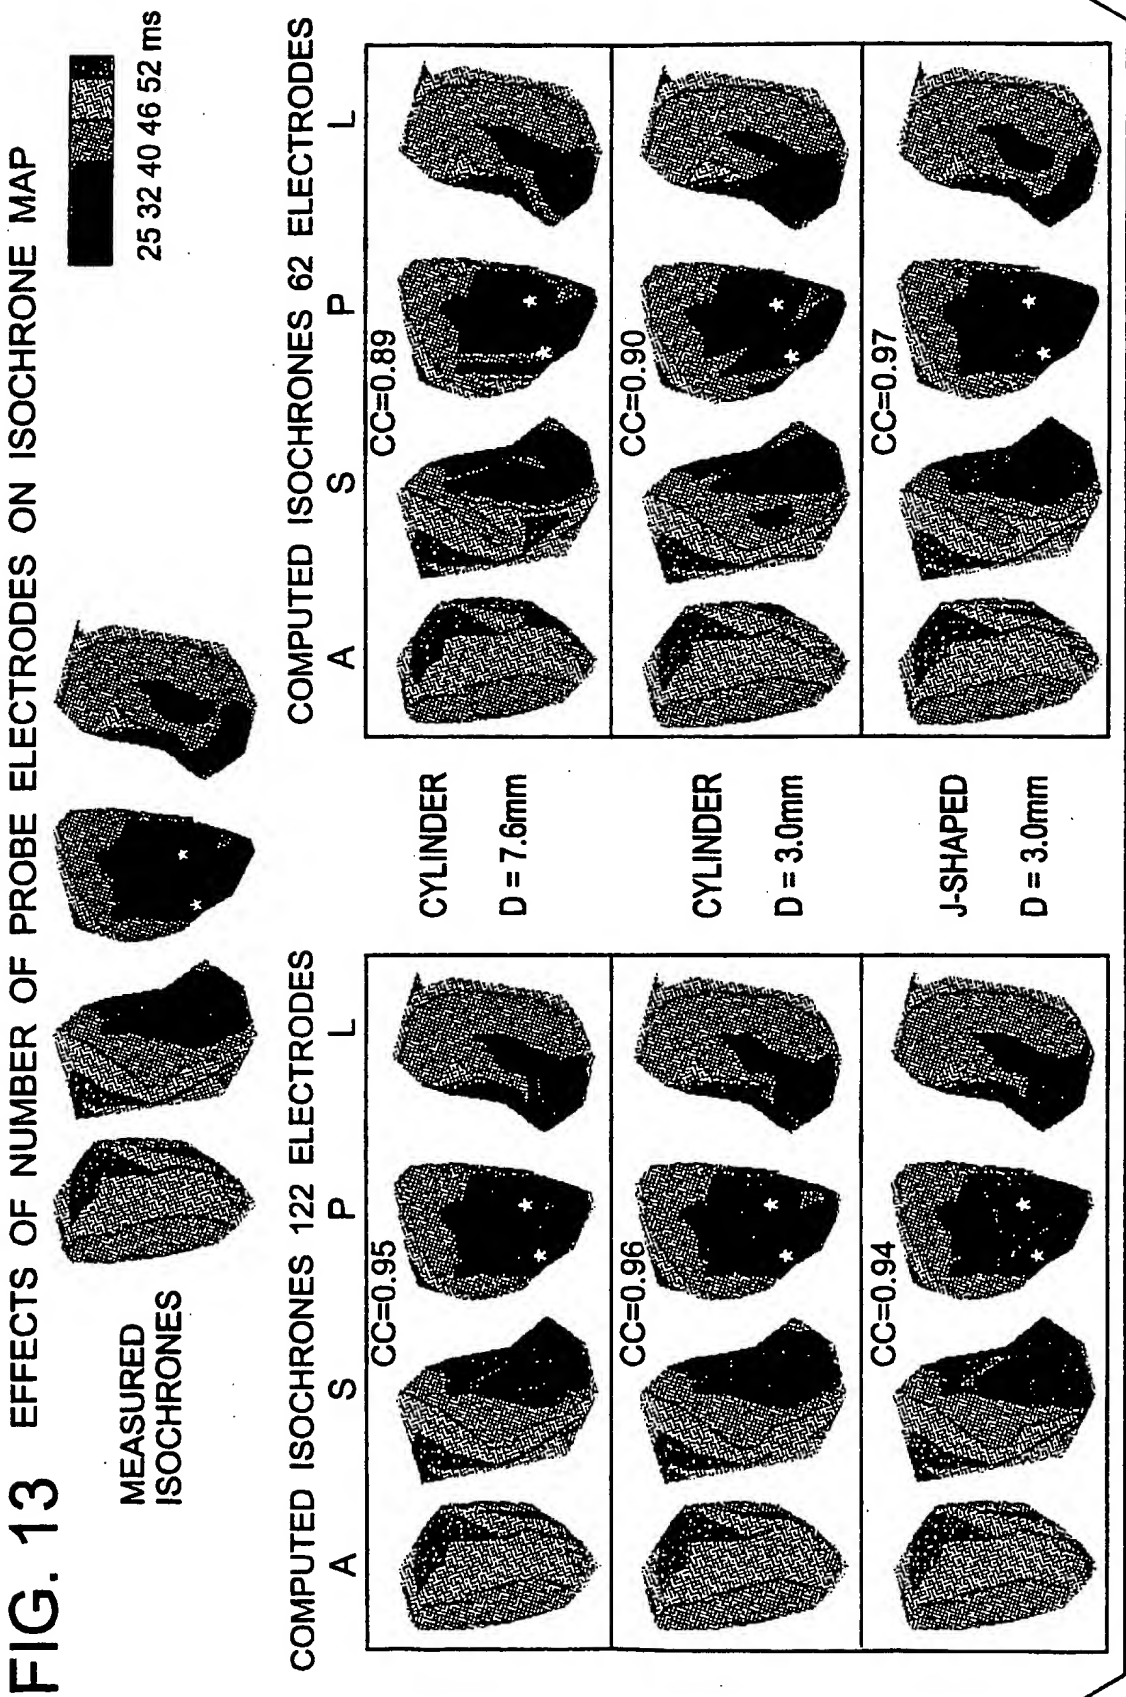 FIG. 13 EFFECTS OF NUMBER OF PROBE ELECTRODES ON ISOCHRONE MAP
MEASURED
ISOCHRONES
25 32 40 46 52 ms
COMPUTED ISOCHRONES 122 ELECTRODES
A S P L
CC=0.95
CC=0.96
CC=0.94
CYLINDER
D = 7.6mm
CYLINDER
D = 3.0mm
J-SHAPED
D = 3.0mm
COMPUTED ISOCHRONES 62 ELECTRODES
A S P L
CC=0.89
CC=0.90
CC=0.97